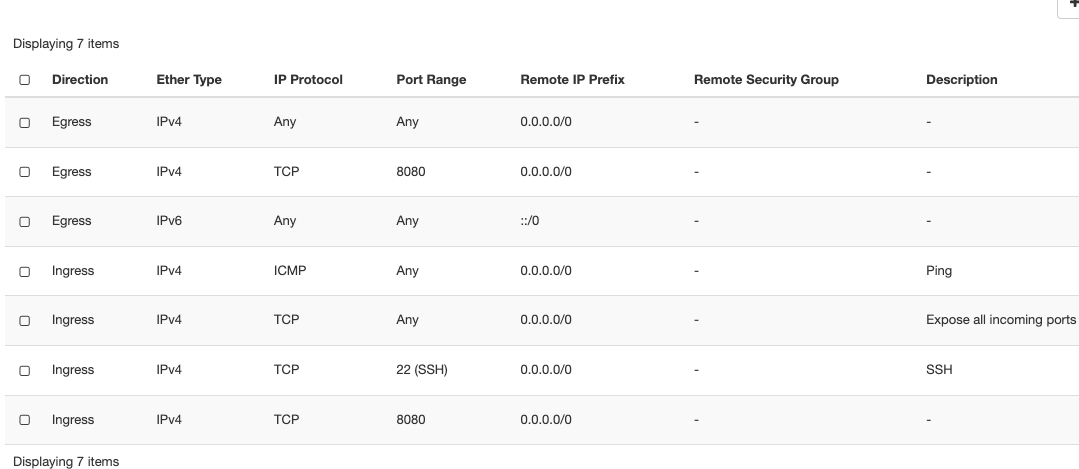 Displaying 7 items
Direction Ether Type IP Protocol Port Range Remote IP Prefix Remote Security Group Description
Egress IPv4 Any Any 0.0.0.0/0 - -
Egress IPv4 TCP 8080 0.0.0.0/0 - -
Egress IPv6 Any Any ::/0 - -
Ingress IPv4 ICMP Any 0.0.0.0/0 - Ping
Ingress IPv4 TCP Any 0.0.0.0/0 - Expose all incoming ports
Ingress IPv4 TCP 22 (SSH) 0.0.0.0/0 - SSH
Ingress IPv4 TCP 8080 0.0.0.0/0 - -
Displaying 7 items